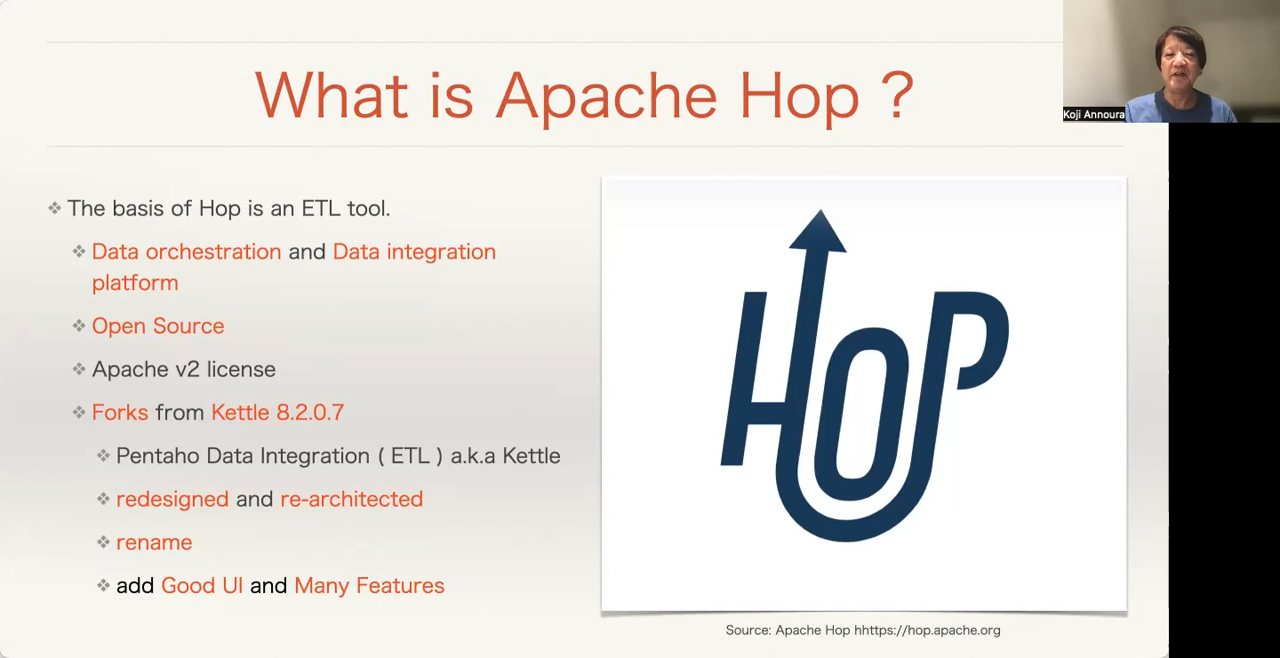 What is Apache Hop ?
Koji Annoura
The basis of Hop is an ETL tool.
Data orchestration and Data integration
platform
Open Source
Apache v2 license
Forks from Kettle 8.2.0.7
Pentaho Data Integration ( ETL ) a.k.a Kettle
redesigned and re-architected
rename
add Good UI and Many Features
HOP
Source: Apache Hop hhttps://hop.apache.org